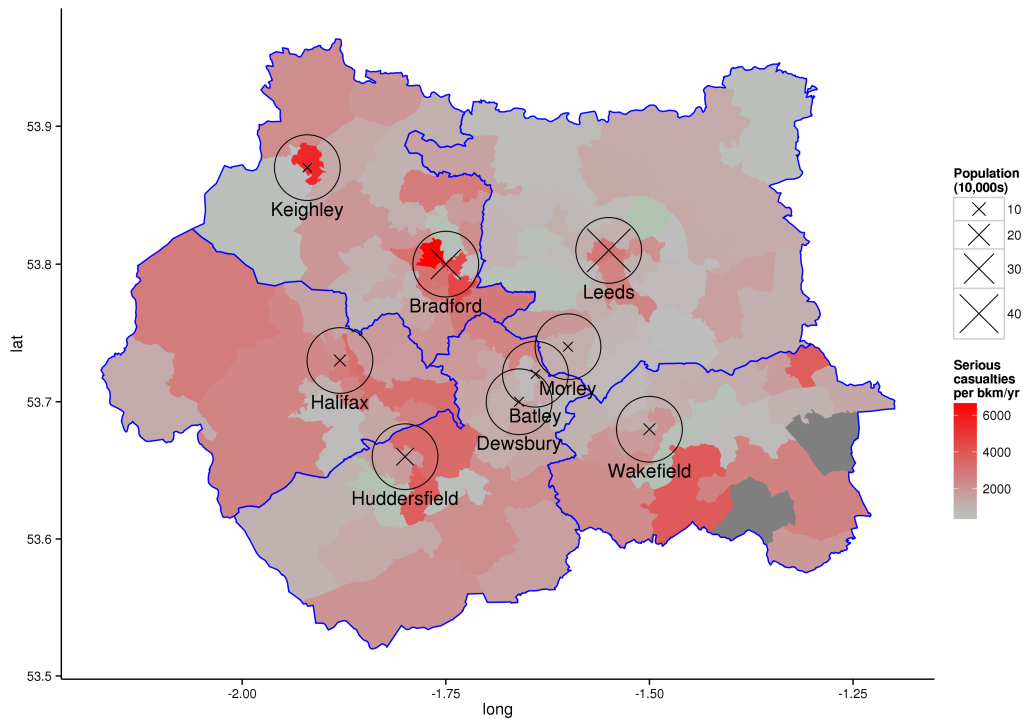 53.9
53.8
53.7
53.6
53.5
lat
-2.00
-1.75
-1.50
-1.25
long
Keighley
Bradford
Leeds
Halifax
Morley
Batley
Dewsbury
Wakefield
Huddersfield
Population
(10,000s)
10
20
30
40
Serious
casualties
per bkm/yr
6000
4000
2000